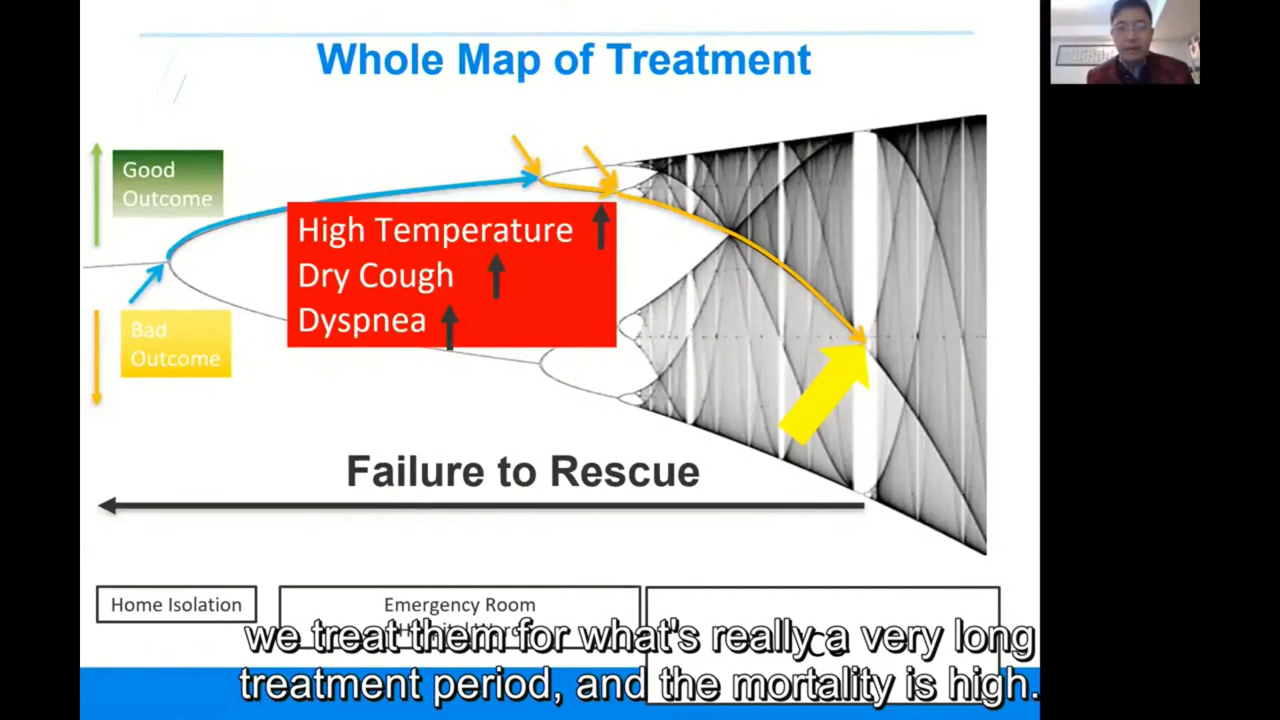 Whole Map of Treatment
Good
Outcome
High Temperature
Dry Cough
Dyspnea
Bad
Outcome
Failure to Rescue
Home Isolation
Emergency Room
we treat them for what's really a very long
treatment period, and the mortality is high.